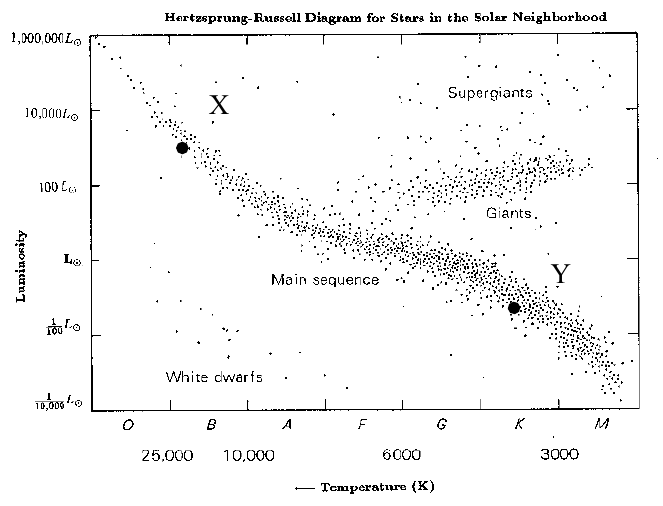 Hertzsprung-Russell Diagram for Stars in the Solar Neighborhood
1,000,000L⊙
X
Supergiants
10,000L⊙
100 L⊙
Giants
Luminosity
L⊙
Y
Main sequence
1/100 L⊙
White dwarfs
1/10,000 L⊙
O B A F G K M
25,000 10,000 6000 3000
← Temperature (K)